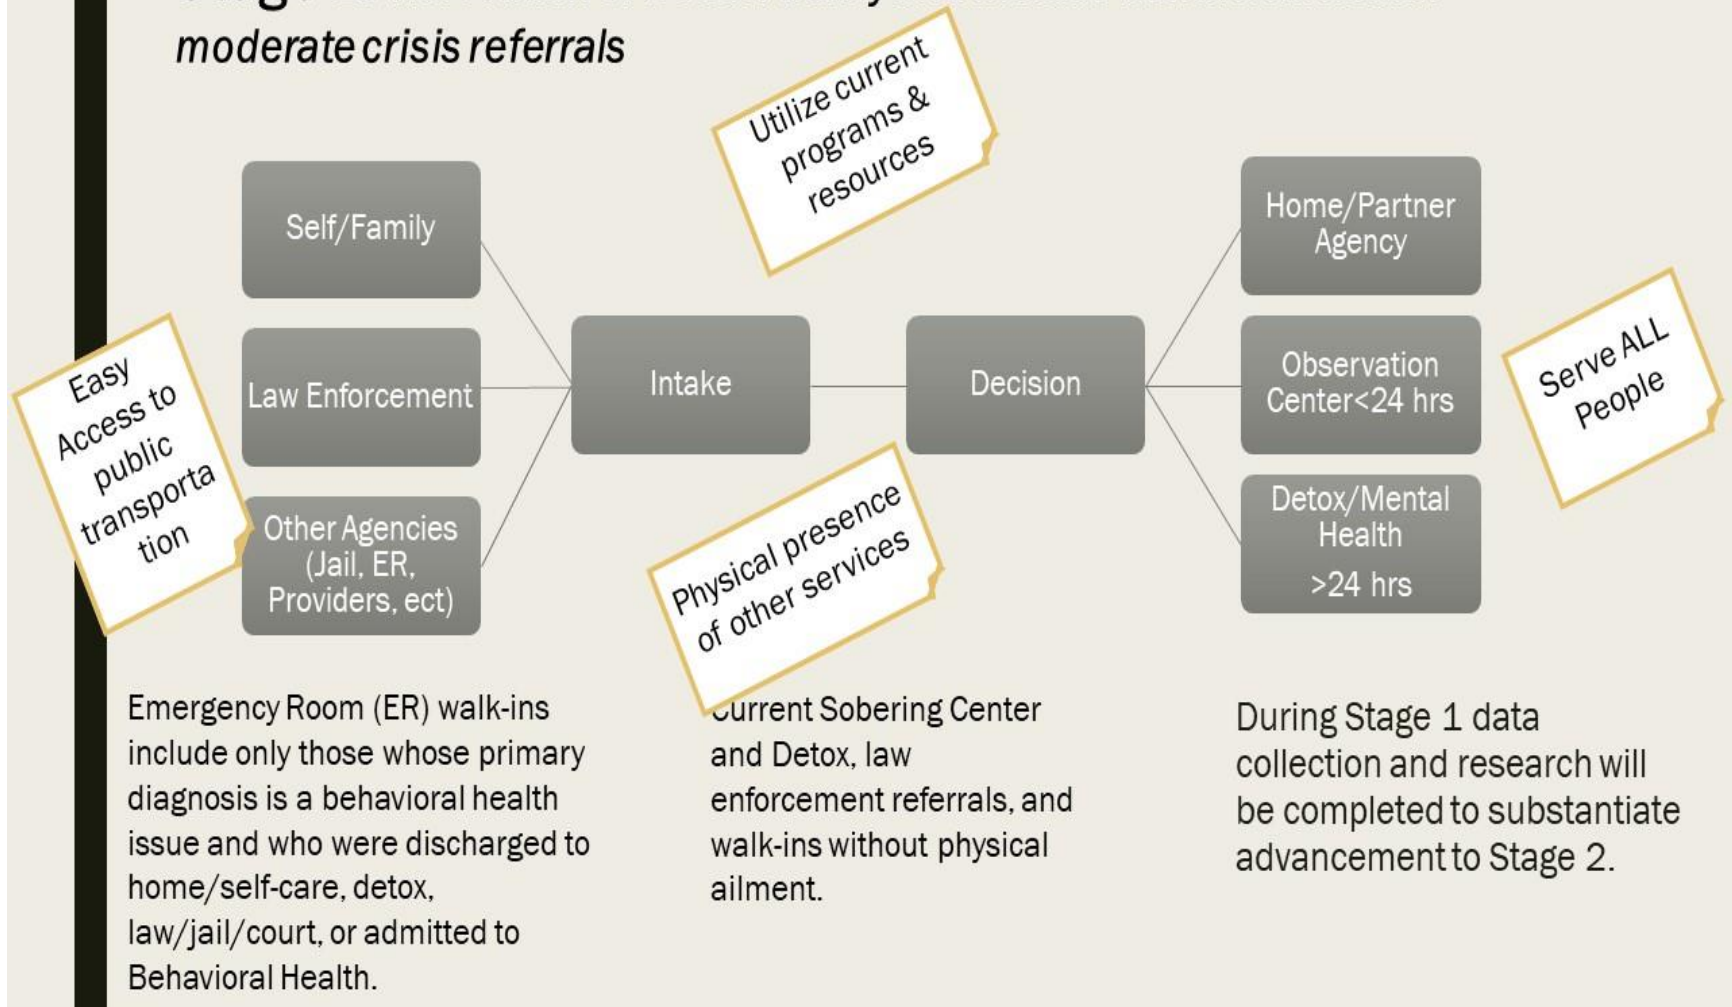 moderate crisis referrals
Utilize current
programs &
resources
Self/Family
Home/Partner
Agency
Easy
Access to
public
transporta
tion
Law Enforcement
Intake
Decision
Observation
Center<24 hrs
Serve ALL
People
Other Agencies
(Jail, ER,
Providers, ect)
Physical presence
of other services
Detox/Mental
Health
>24 hrs
Emergency Room (ER) walk-ins
include only those whose primary
diagnosis is a behavioral health
issue and who were discharged to
home/self-care, detox,
law/jail/court, or admitted to
Behavioral Health.
Current Sobering Center
and Detox, law
enforcement referrals, and
walk-ins without physical
ailment.
During Stage 1 data
collection and research will
be completed to substantiate
advancement to Stage 2.